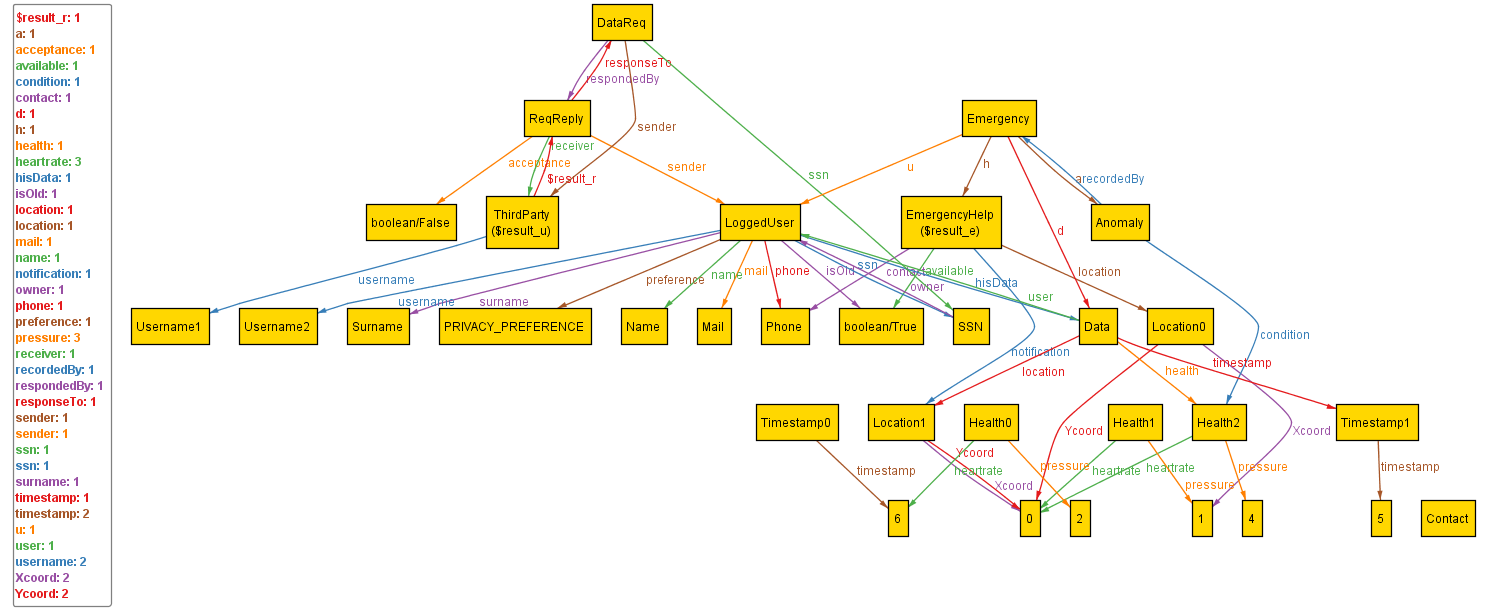 $result_r: 1
a: 1
acceptance: 1
available: 1
condition: 1
contact: 1
d: 1
h: 1
health: 1
heartrate: 3
hisData: 1
isOld: 1
location: 1
location: 1
mail: 1
name: 1
notification: 1
owner: 1
phone: 1
preference: 1
pressure: 3
receiver: 1
recordedBy: 1
respondedBy: 1
responseTo: 1
sender: 1
sender: 1
ssn: 1
ssn: 1
surname: 1
timestamp: 1
timestamp: 2
u: 1
user: 1
username: 2
Xcoord: 2
Ycoord: 2
DataReq
responseTo
respondedBy
ReqReply
Emergency
sender
acceptance
receiver
$result_r
sender
ssn
u
h
a
recordedBy
boolean/False
ThirdParty
($result_u)
LoggedUser
EmergencyHelp
($result_e)
Anomaly
d
username
username
surname
preference
name
mail
phone
isOld
ssn
contact
owner
available
hisData
user
location
Username1
Username2
Surname
PRIVACY_PREFERENCE
Name
Mail
Phone
boolean/True
SSN
Data
Location0
notification
location
health
timestamp
condition
Timestamp0
Location1
Health0
Health1
Health2
Timestamp1
timestamp
Ycoord
Xcoord
heartrate
pressure
Ycoord
heartrate
heartrate
pressure
pressure
Xcoord
timestamp
6
0
2
1
4
5
Contact